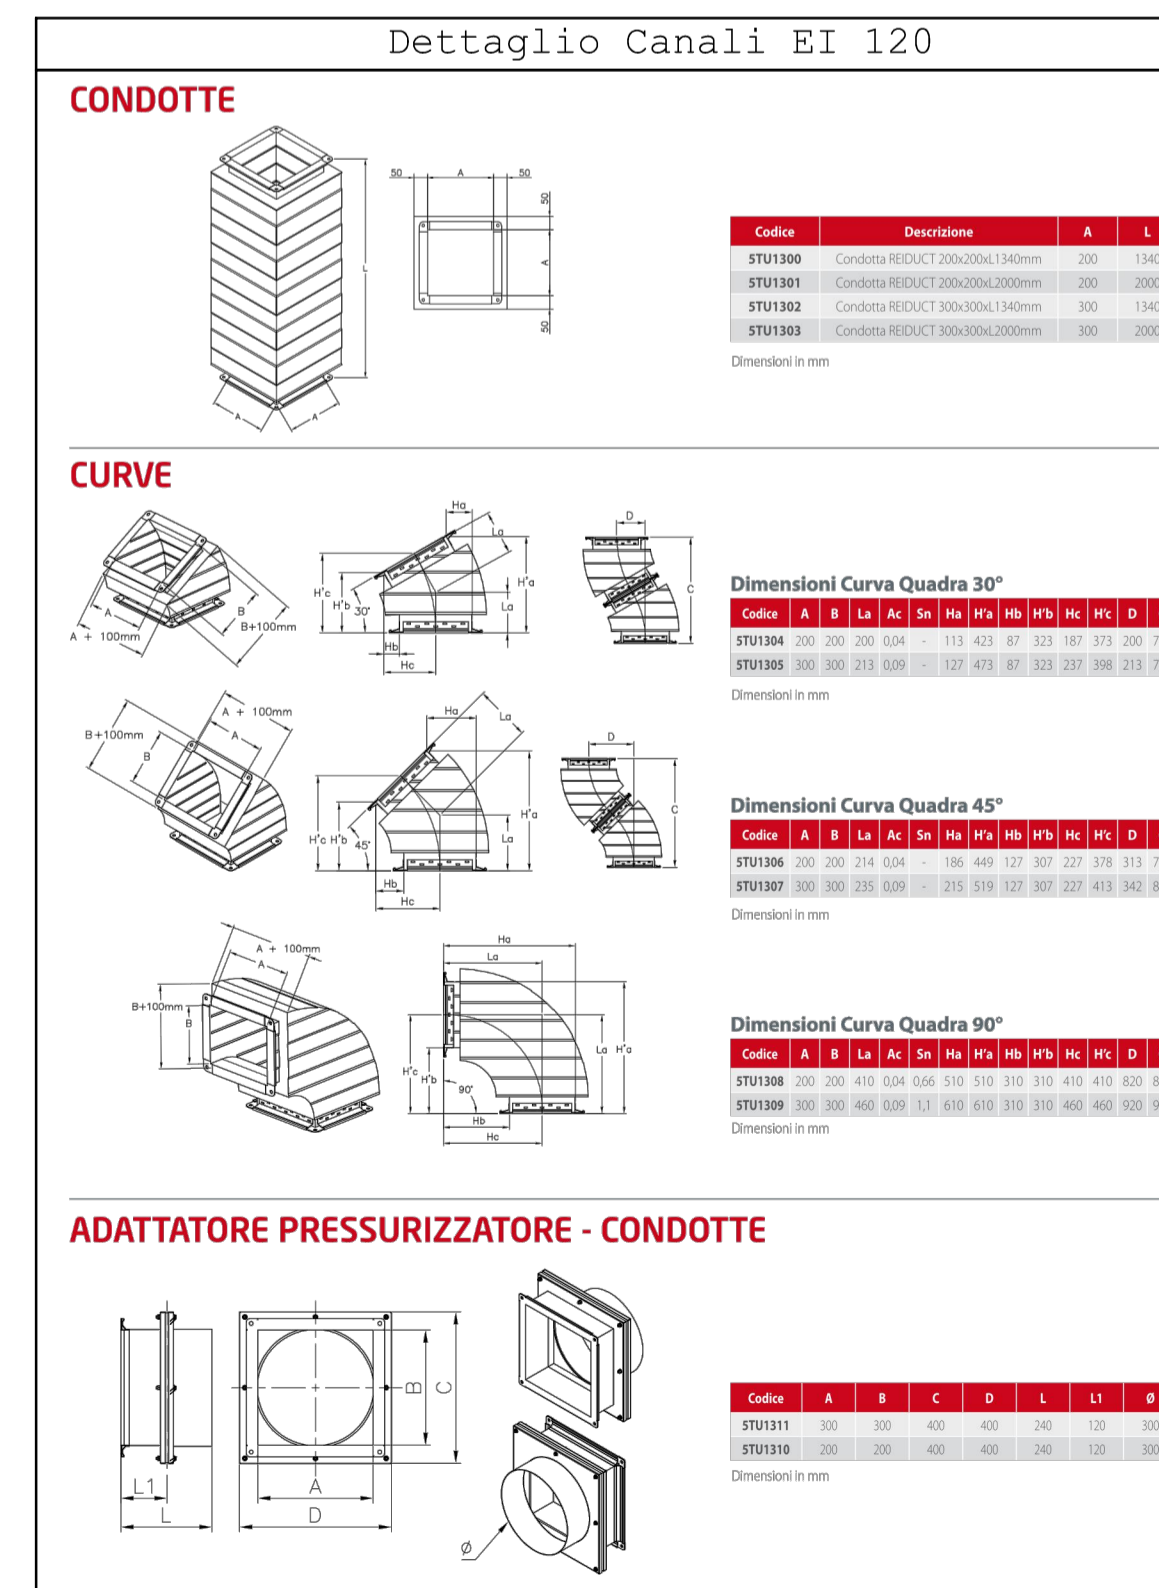 Dettaglio Canali EI 120
CONDOTTE
50 A 50
50
A
50
L
A A
Codice Descrizione A L
5TU1300 Condotta REIDUCT 200x200xL1340mm 200 1340
5TU1301 Condotta REIDUCT 200x200xL2000mm 200 2000
5TU1302 Condotta REIDUCT 300x300xL1340mm 300 1340
5TU1303 Condotta REIDUCT 300x300xL2000mm 300 2000
Dimensioni in mm
CURVE
A
A + 100mm
B
B+100mm
Ha
La
H'a
H'c
H'b
30°
La
Hb
Hc
D
C
Dimensioni Curva Quadra 30°
Codice A B La Ac Sn Ha H'a Hb H'b Hc H'c D
5TU1304 200 200 200 0,04 - 113 423 87 323 187 373 200 7
5TU1305 300 300 213 0,09 - 127 473 87 323 237 398 213 7
Dimensioni in mm
A + 100mm
B+100mm
A
B
Ha
La
H'a
H'c H'b 45°
La
Hb
Hc
D
C
Dimensioni Curva Quadra 45°
Codice A B La Ac Sn Ha H'a Hb H'b Hc H'c D
5TU1306 200 200 214 0,04 - 186 449 127 307 227 378 313 7
5TU1307 300 300 235 0,09 - 215 519 127 307 227 413 342 8
Dimensioni in mm
A + 100mm
A
B+100mm
B
Ha
La
La H'a
H'c
H'b
90°
Hb
Hc
Dimensioni Curva Quadra 90°
Codice A B La Ac Sn Ha H'a Hb H'b Hc H'c D
5TU1308 200 200 410 0,04 0,66 510 510 310 310 410 410 820 8
5TU1309 300 300 460 0,09 1,1 610 610 310 310 460 460 920 9
Dimensioni in mm
ADATTATORE PRESSURIZZATORE - CONDOTTE
B C
L1 A
L D
Ø
Codice A B C D L L1 Ø
5TU1311 300 300 400 400 240 120 300
5TU1310 200 200 400 400 240 120 300
Dimensioni in mm